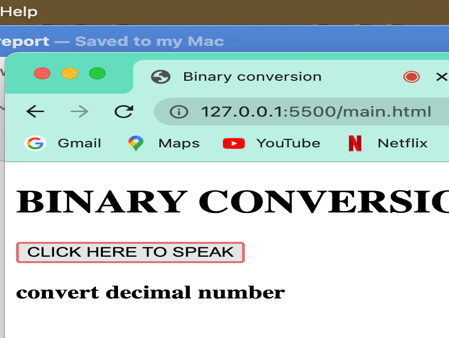 Help
report — Saved to my Mac
Binary conversion
127.0.0.1:5500/main.html
Gmail Maps YouTube Netflix
BINARY CONVERSIO
CLICK HERE TO SPEAK
convert decimal number